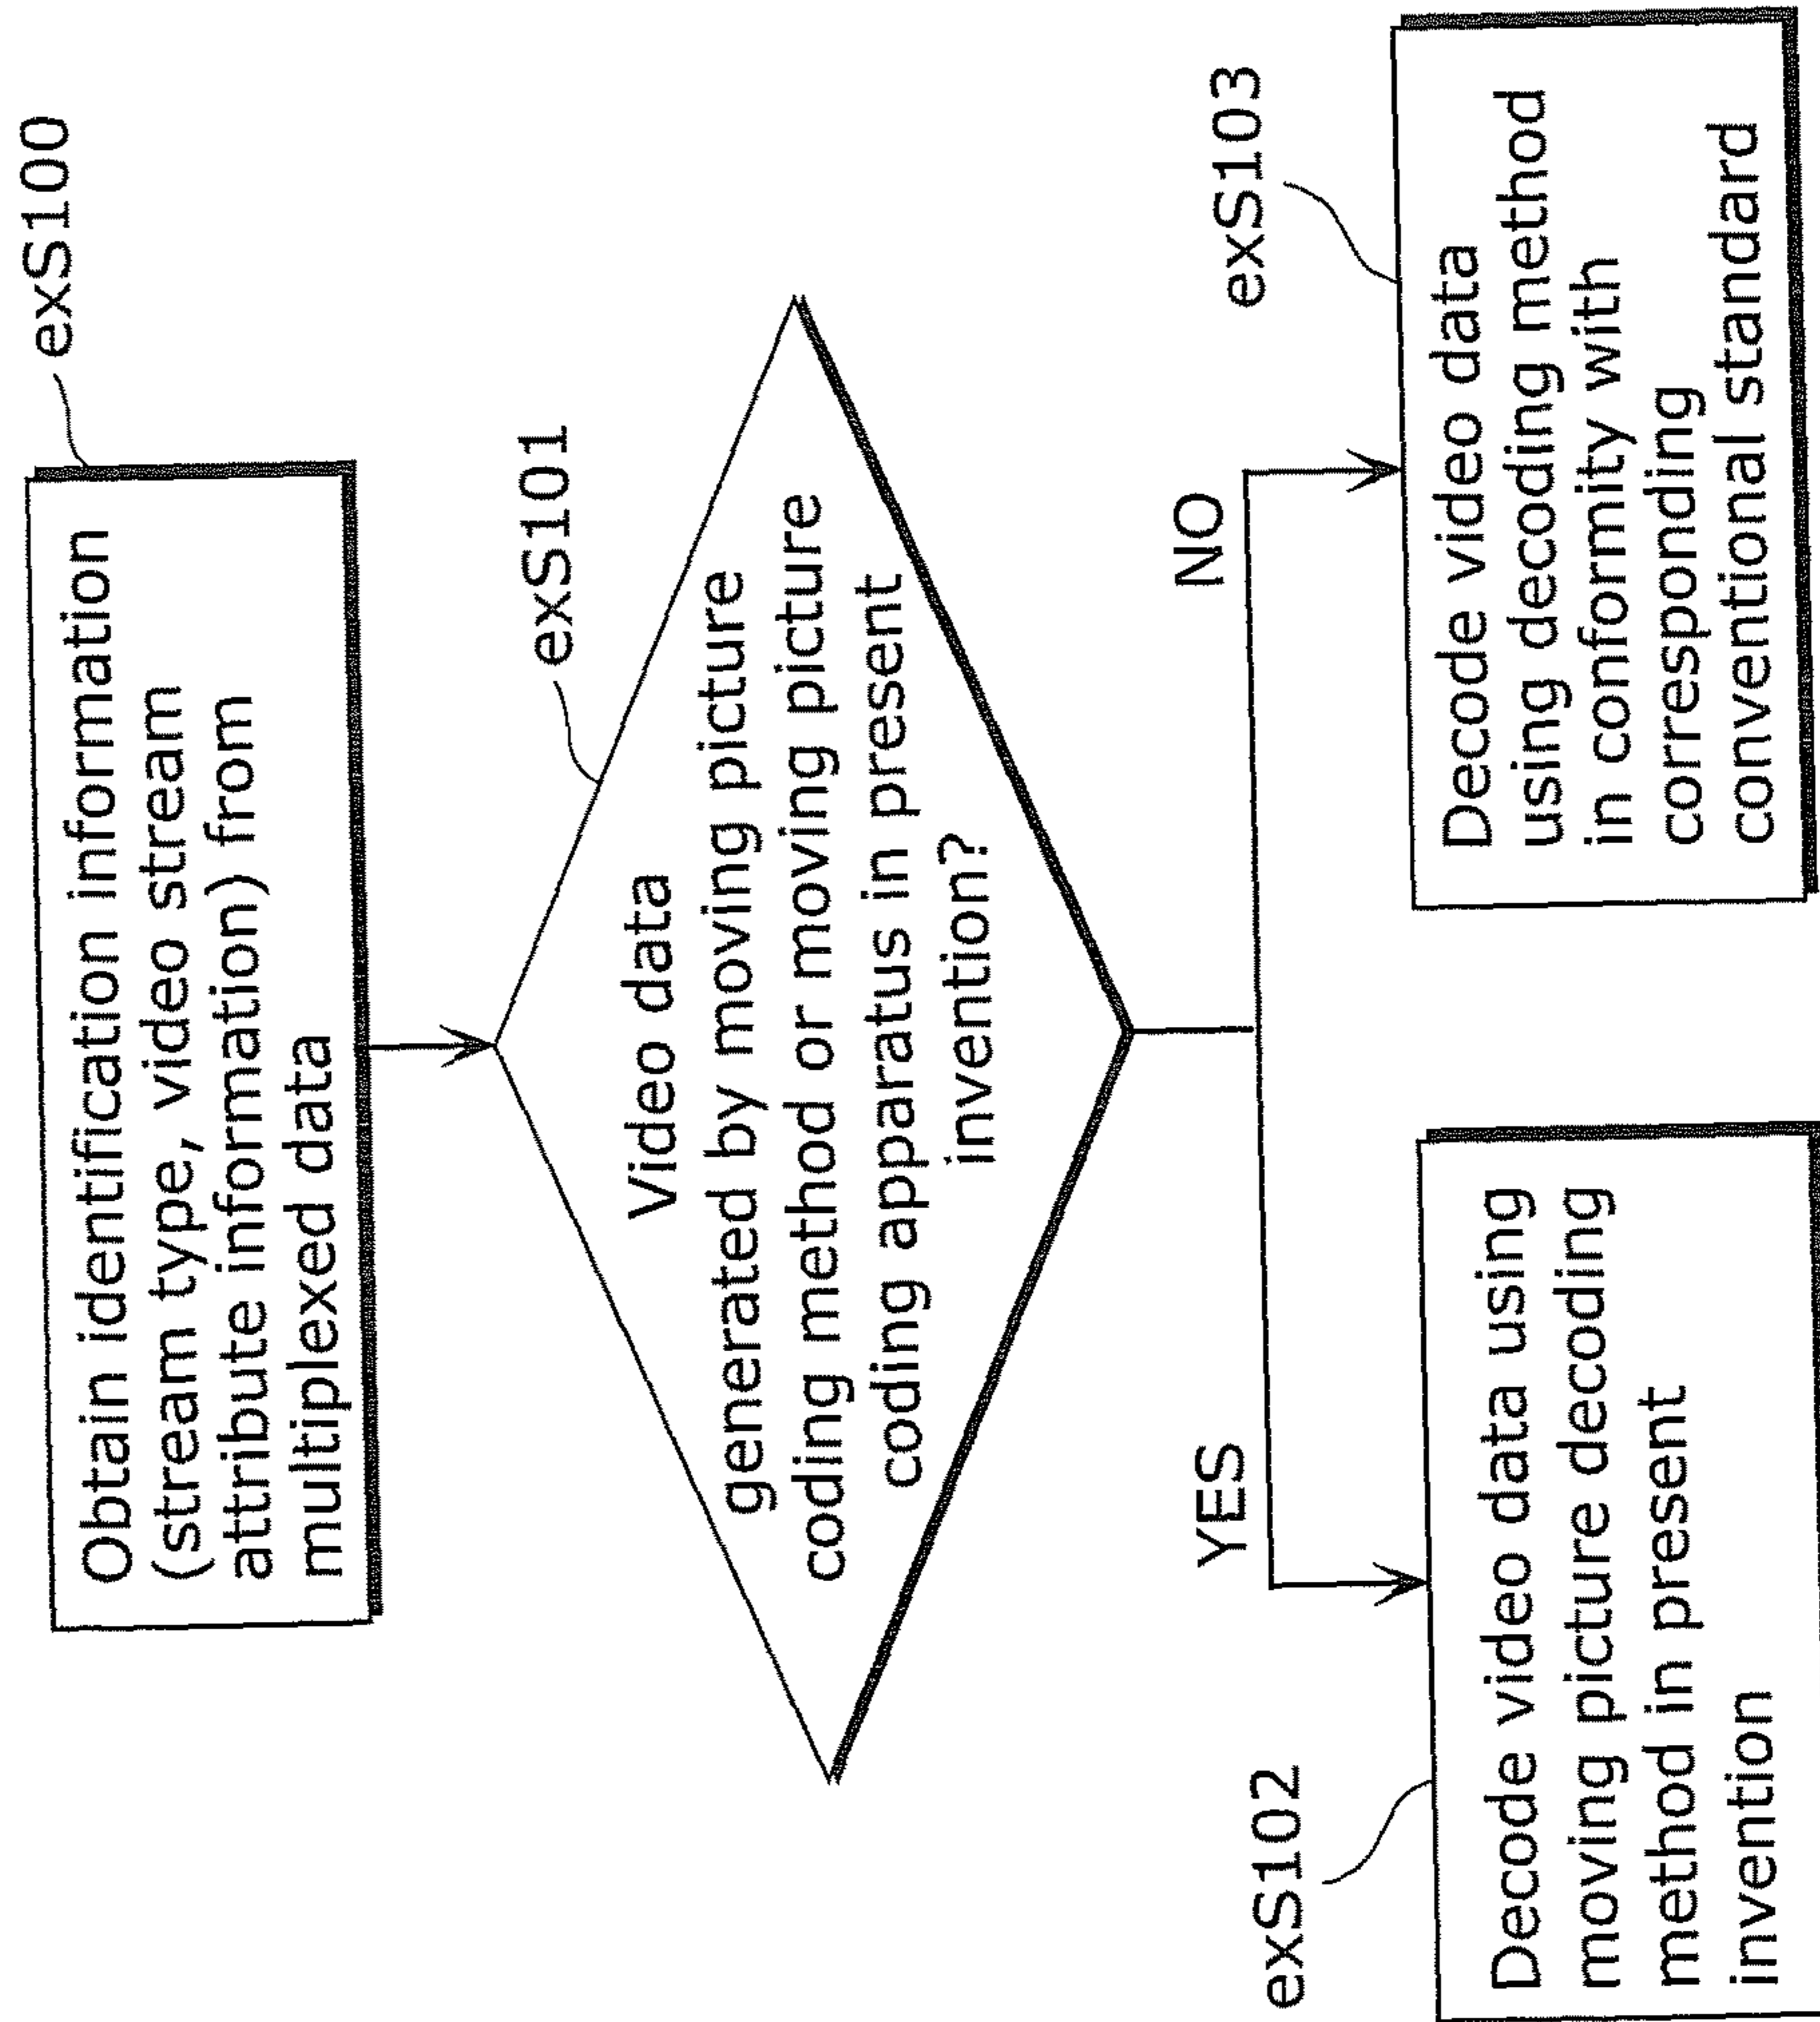 exS100
Obtain identification information
(stream type, video stream
attribute information) from
multiplexed data
exS101
Video data
generated by moving picture
coding method or moving picture
coding apparatus in present
invention?
YES
NO
exS102
Decode video data using
moving picture decoding
method in present
invention
exS103
Decode video data
using decoding method
in conformity with
corresponding
conventional standard